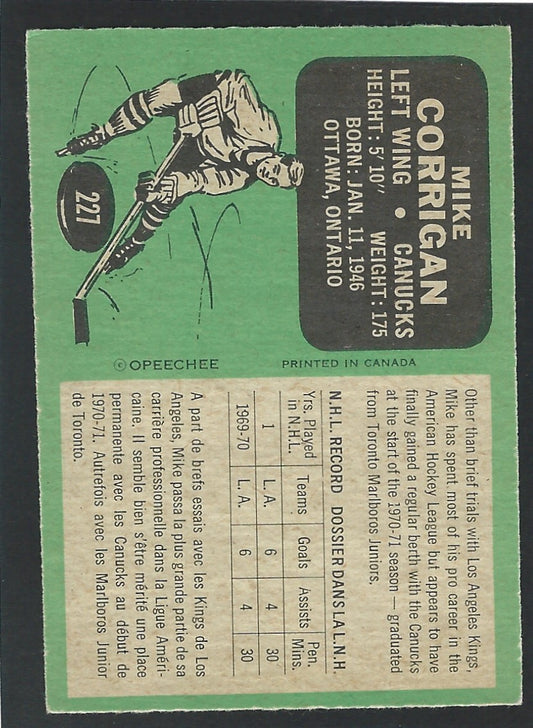 MIKE
CORRIGAN
LEFT WING • CANUCKS
HEIGHT: 5' 10" WEIGHT: 175
BORN: JAN. 11, 1946
OTTAWA, ONTARIO
227
© OPEECHEE PRINTED IN CANADA
Other than brief trials with Los Angeles Kings,
Mike has spent most of his pro career in the
American Hockey League but appears to have
finally gained a regular berth with the Canucks
at the start of the 1970-71 season — graduated
from Toronto Marlboros Juniors.
N.H.L. RECORD DOSSIER DANS LA L.N.H.
Yrs. Played in N.H.L. Teams Goals Assists Pen. Mins.
1 L.A. 6 4 30
1969-70 L.A. 6 4 30
A part de brefs essais avec les Kings de Los
Angeles, Mike passa la plus grande partie de sa
carrière professionnelle dans la Ligue Améri-
caine. Il semble bien s'être mérité une place
permanente avec les Canucks au début de
1970-71. Autrefois avec les Marlboros Junior
de Toronto.